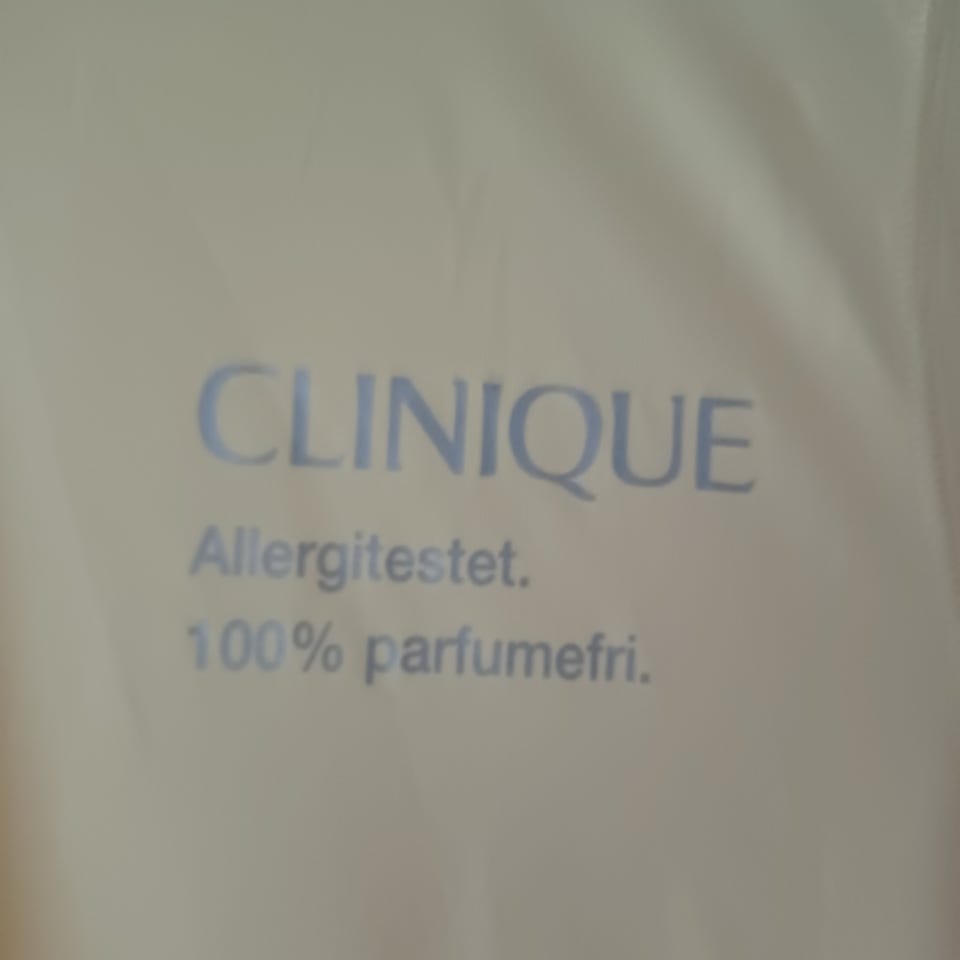 CLINIQUE
Allergitestet.
100% parfumefri.